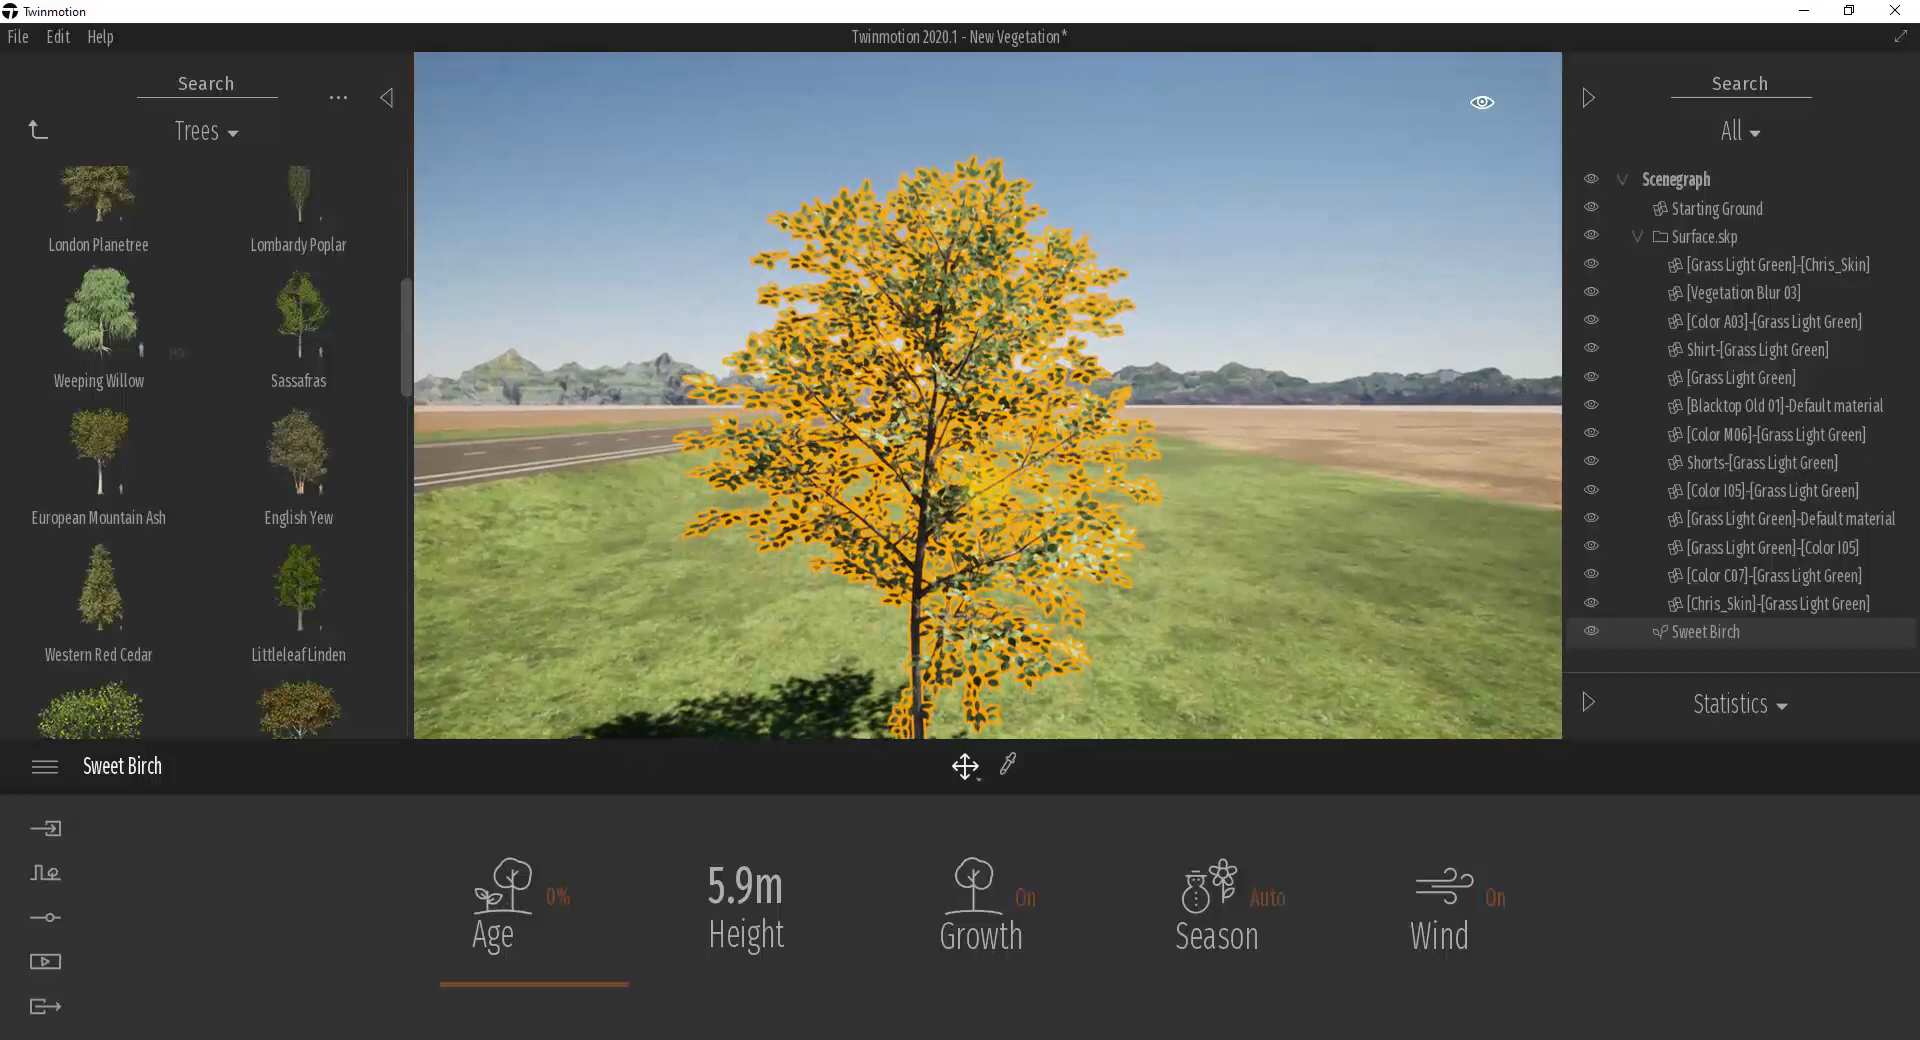 Twinmotion
File Edit Help
Twinmotion 2020.1 - New Vegetation*
Search
Trees
London Planetree
Lombardy Poplar
Weeping Willow
Sassafras
European Mountain Ash
English Yew
Western Red Cedar
Littleleaf Linden
Search
All
Scenegraph
Starting Ground
Surface.skp
[Grass Light Green]-[Chris_Skin]
[Vegetation Blur 03]
[Color A03]-[Grass Light Green]
Shirt-[Grass Light Green]
[Grass Light Green]
[Blacktop Old 01]-Default material
[Color M06]-[Grass Light Green]
Shorts-[Grass Light Green]
[Color I05]-[Grass Light Green]
[Grass Light Green]-Default material
[Grass Light Green]-[Color I05]
[Color C07]-[Grass Light Green]
[Chris_Skin]-[Grass Light Green]
Sweet Birch
Statistics
Sweet Birch
0%
Age
5.9m
Height
On
Growth
Auto
Season
On
Wind